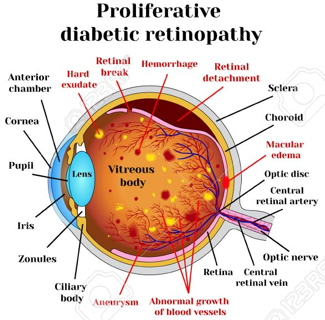 Proliferative
diabetic retinopathy
Retinal
break
Hemorrhage
Retinal
detachment
Anterior
chamber
Hard
exudate
Sclera
Cornea
Choroid
Macular
edema
Pupil
Lens
Vitreous
body
Optic disc
Central
retinal artery
Iris
Zonules
Ciliary
body
Aneurysm
Abnormal growth
of blood vessels
Retina
Central
retinal vein
Optic nerve